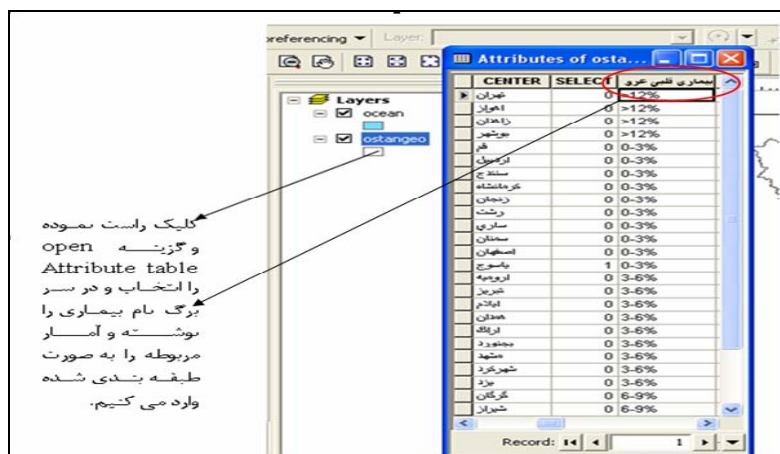 referencing Layer:
Attributes of osta...
Layers
ocean
ostangeo
CENTER SELECT بیماری قلبی عرو
تهران 0 >12%
اهواز 0 >12%
زاهدان 0 >12%
بوشهر 0 >12%
قم 0 0-3%
اردبیل 0 0-3%
سنندج 0 0-3%
کرمانشاه 0 0-3%
زنجان 0 0-3%
رشت 0 0-3%
ساری 0 0-3%
سمنان 0 0-3%
اصفهان 0 0-3%
یاسوج 1 0-3%
ارومیه 0 3-6%
تبریز 0 3-6%
ایلام 0 3-6%
همدان 0 3-6%
اراک 0 3-6%
بجنورد 0 3-6%
مشهد 0 3-6%
شهرکرد 0 3-6%
یزد 0 3-6%
گرگان 0 6-9%
شیراز 0 6-9%
Record: 1
کلیک راست نموده
و گزینه open
Attribute table
را انتخاب و در سر
برگ نام بیماری را
نوشته و آمار
مربوطه را به صورت
طبقه بندی شده
وارد می کنیم.